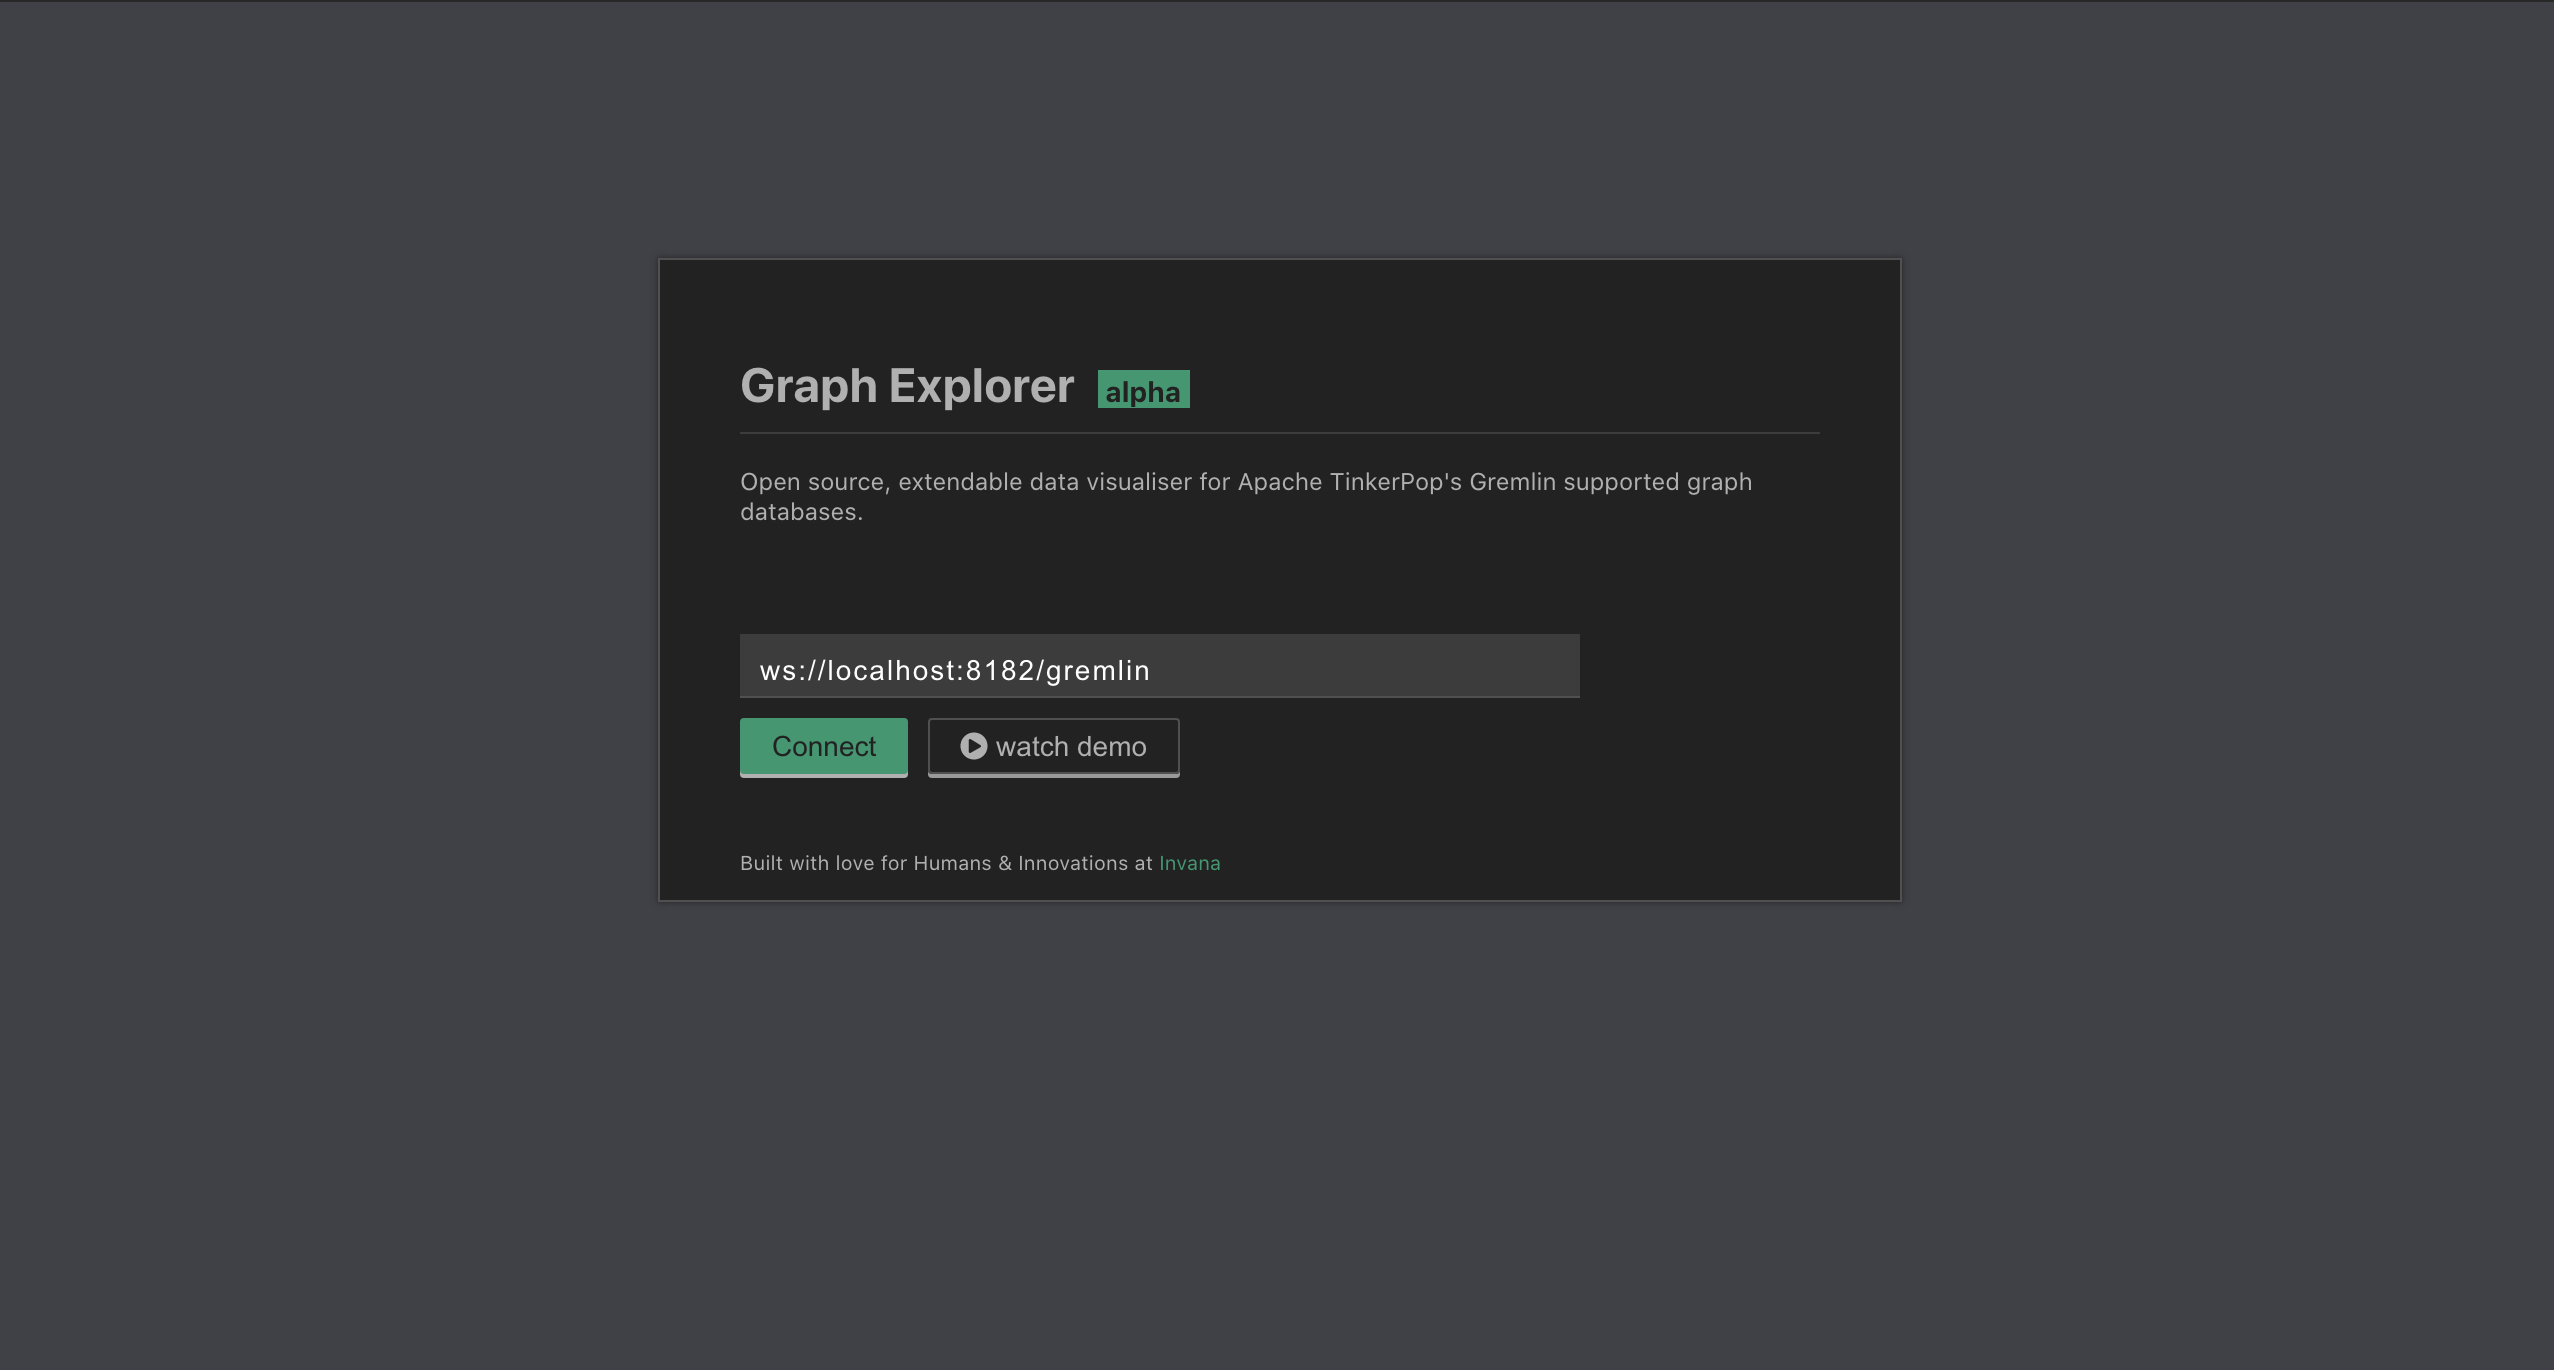 Graph Explorer alpha
Open source, extendable data visualiser for Apache TinkerPop's Gremlin supported graph
databases.
ws://localhost:8182/gremlin
Connect watch demo
Built with love for Humans & Innovations at Invana